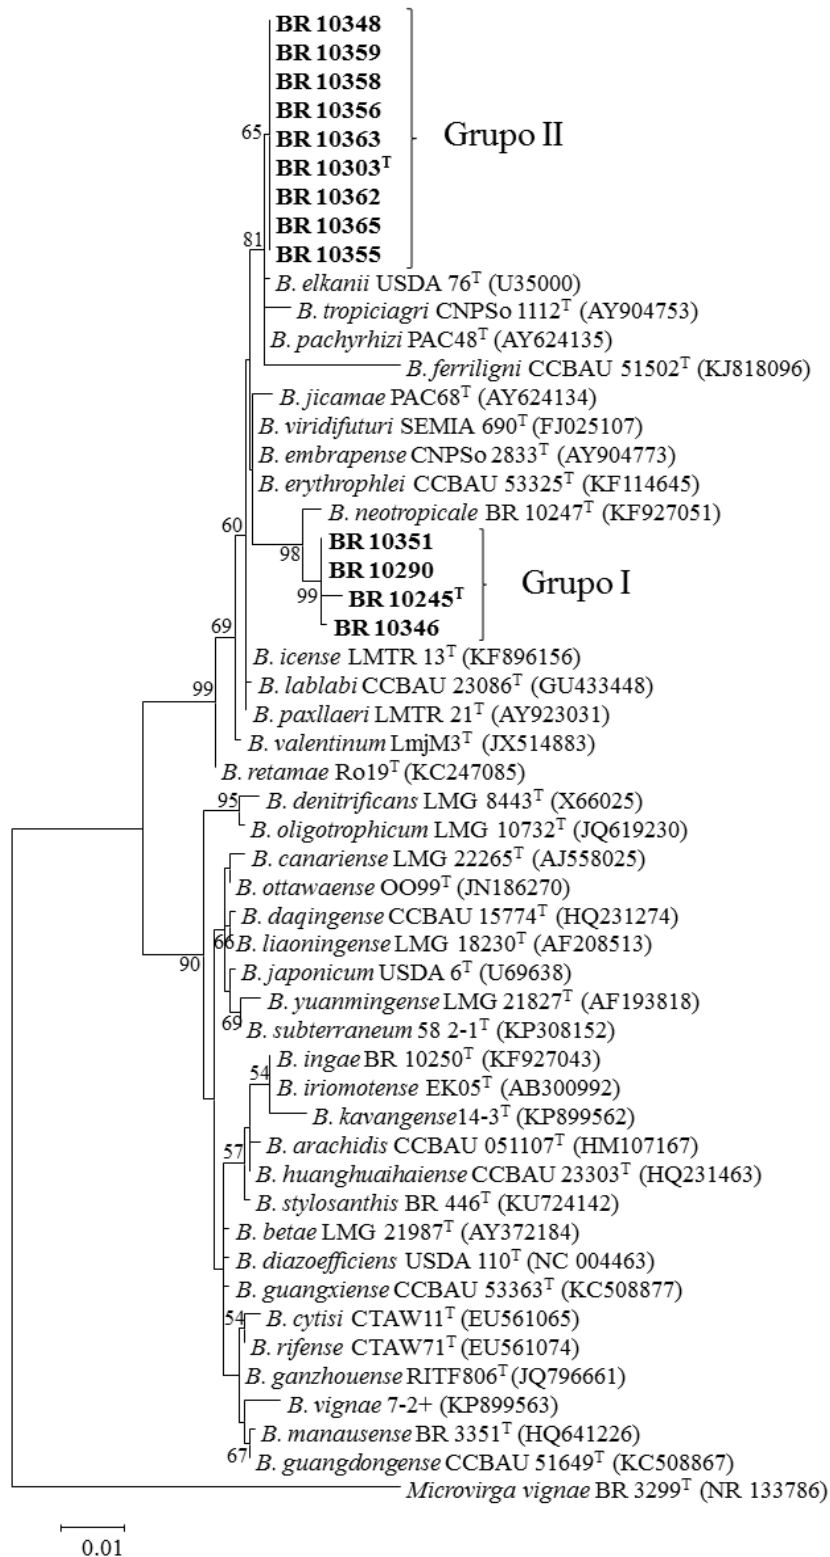 BR 10348
BR 10359
BR 10358
BR 10356
65 BR 10363 Grupo II
BR 10303ᵀ
BR 10362
BR 10365
81 BR 10355
B. elkanii USDA 76ᵀ (U35000)
B. tropiciagri CNPSo 1112ᵀ (AY904753)
B. pachyrhizi PAC48ᵀ (AY624135)
B. ferriligni CCBAU 51502ᵀ (KJ818096)
B. jicamae PAC68ᵀ (AY624134)
B. viridifuturi SEMIA 690ᵀ (FJ025107)
B. embrapense CNPSo 2833ᵀ (AY904773)
B. erythrophlei CCBAU 53325ᵀ (KF114645)
B. neotropicale BR 10247ᵀ (KF927051)
60
98 BR 10351
BR 10290 Grupo I
99 BR 10245ᵀ
69 BR 10346
B. icense LMTR 13ᵀ (KF896156)
99 B. lablabi CCBAU 23086ᵀ (GU433448)
B. paxllaeri LMTR 21ᵀ (AY923031)
B. valentinum LmjM3ᵀ (JX514883)
B. retamae Ro19ᵀ (KC247085)
95 B. denitrificans LMG 8443ᵀ (X66025)
B. oligotrophicum LMG 10732ᵀ (JQ619230)
B. canariense LMG 22265ᵀ (AJ558025)
B. ottawaense OO99ᵀ (JN186270)
B. daqingense CCBAU 15774ᵀ (HQ231274)
66 B. liaoningense LMG 18230ᵀ (AF208513)
90 B. japonicum USDA 6ᵀ (U69638)
B. yuanmingense LMG 21827ᵀ (AF193818)
69 B. subterraneum 58 2-1ᵀ (KP308152)
B. ingae BR 10250ᵀ (KF927043)
54 B. iriomotense EK05ᵀ (AB300992)
B. kavangense14-3ᵀ (KP899562)
57 B. arachidis CCBAU 051107ᵀ (HM107167)
B. huanghuaihaiense CCBAU 23303ᵀ (HQ231463)
B. stylosanthis BR 446ᵀ (KU724142)
B. betae LMG 21987ᵀ (AY372184)
B. diazoefficiens USDA 110ᵀ (NC 004463)
B. guangxiense CCBAU 53363ᵀ (KC508877)
54 B. cytisi CTAW11ᵀ (EU561065)
B. rifense CTAW71ᵀ (EU561074)
B. ganzhouense RITF806ᵀ (JQ796661)
B. vignae 7-2+ (KP899563)
B. manausense BR 3351ᵀ (HQ641226)
67 B. guangdongense CCBAU 51649ᵀ (KC508867)
Microvirga vignae BR 3299ᵀ (NR 133786)
0.01